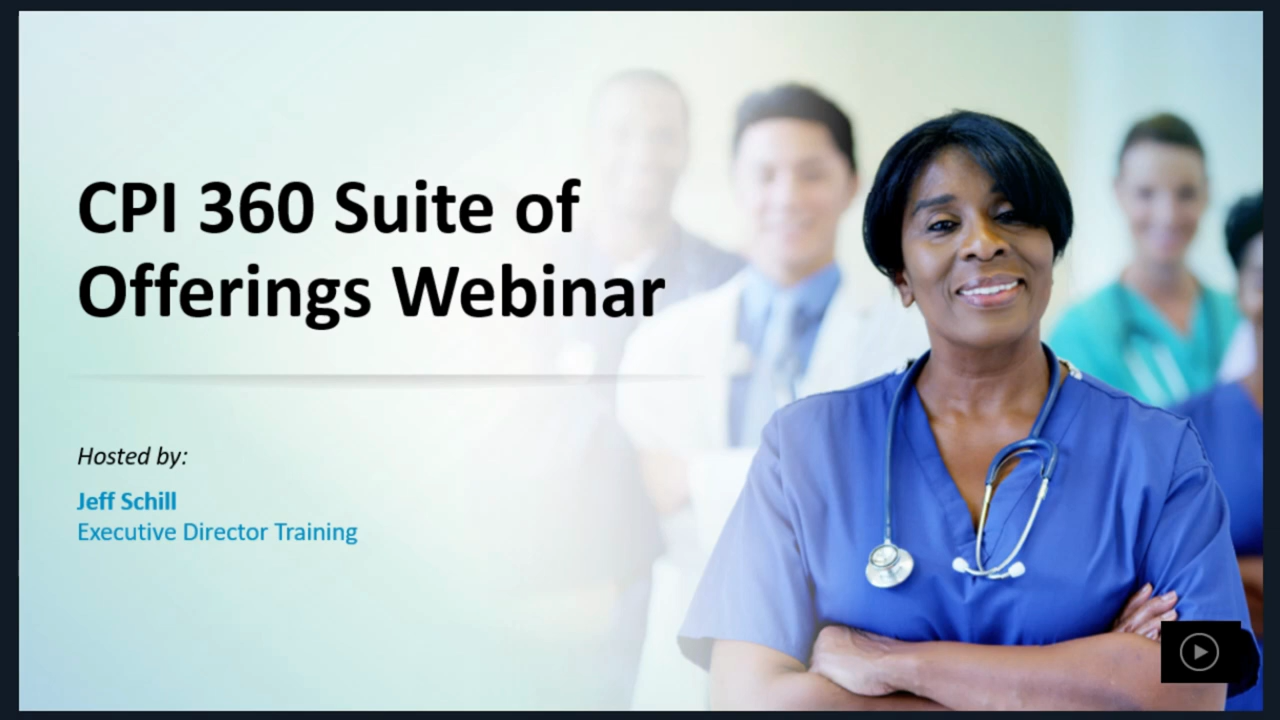 CPI 360 Suite of
Offerings Webinar
Hosted by:
Jeff Schill
Executive Director Training